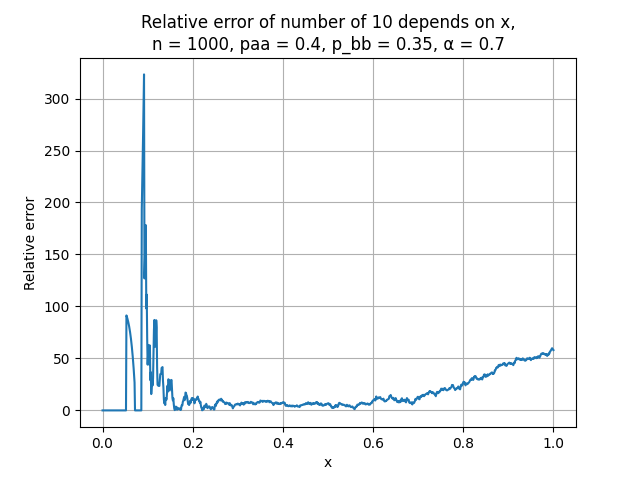 Relative error of number of 10 depends on x,
n = 1000, paa = 0.4, p_bb = 0.35, α = 0.7
300
250
200
150
100
50
0
Relative error
0.0 0.2 0.4 0.6 0.8 1.0
x